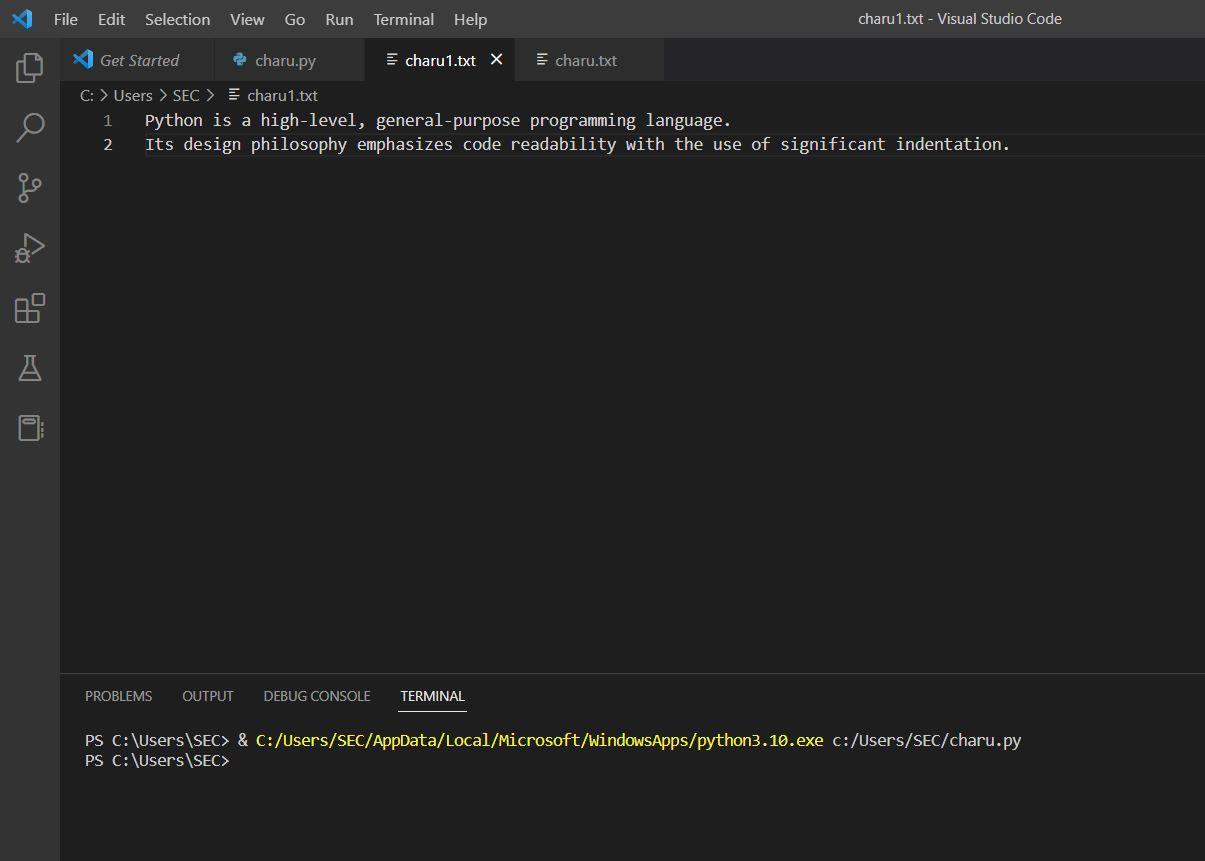 File Edit Selection View Go Run Terminal Help charu1.txt - Visual Studio Code
Get Started charu.py charu1.txt charu.txt
C: > Users > SEC > charu1.txt
1 Python is a high-level, general-purpose programming language.
2 Its design philosophy emphasizes code readability with the use of significant indentation.
PROBLEMS OUTPUT DEBUG CONSOLE TERMINAL
PS C:\Users\SEC> & C:/Users/SEC/AppData/Local/Microsoft/WindowsApps/python3.10.exe c:/Users/SEC/charu.py
PS C:\Users\SEC>